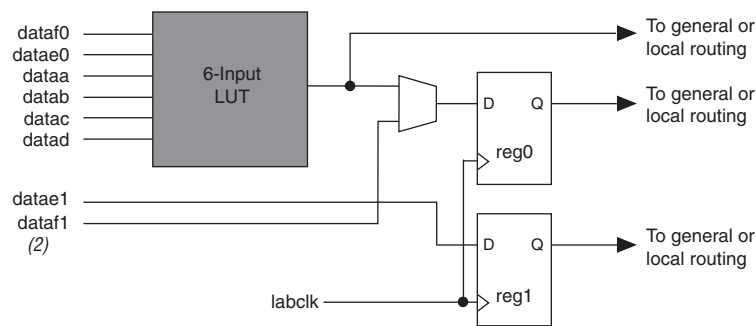 dataf0
datae0
dataa
datab
datac
datad
6-Input
LUT
To general or
local routing
D Q
reg0
To general or
local routing
datae1
dataf1
(2)
D Q
reg1
To general or
local routing
labclk